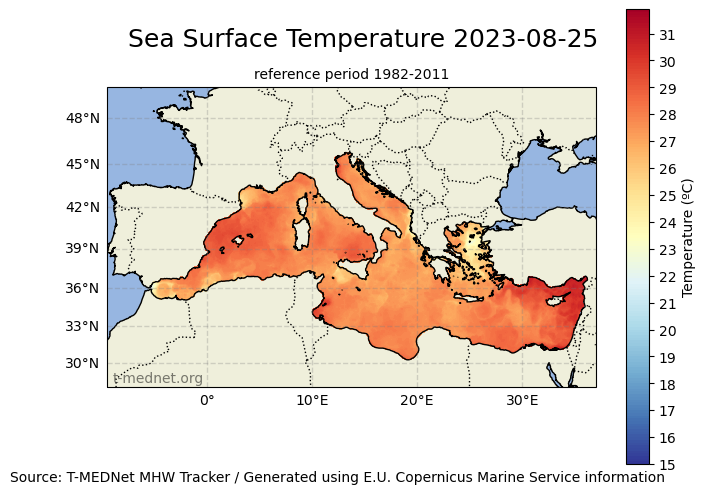 Sea Surface Temperature 2023-08-25
reference period 1982-2011
48°N
45°N
42°N
39°N
36°N
33°N
30°N
t-mednet.org
0°
10°E
20°E
30°E
31
30
29
28
27
26
25
24
23
22
21
20
19
18
17
16
15
Temperature (ºC)
Source: T-MEDNet MHW Tracker / Generated using E.U. Copernicus Marine Service information